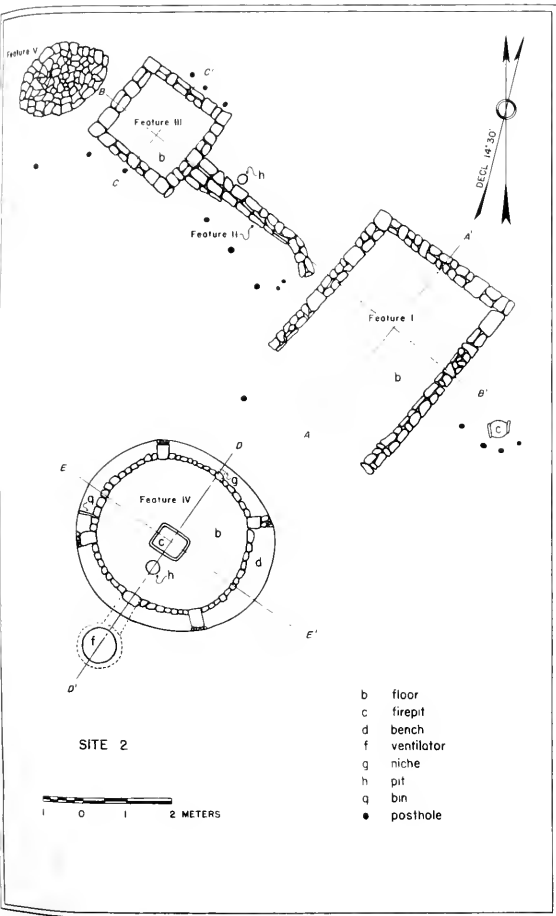 Feature V
C'
B
Feature III
b
h
C
Feature II
DECL 14°30'
A'
Feature I
b
B'
c
A
D
E
g
q
Feature IV
b
c
d
h
E'
f
D'
SITE 2
b floor
c firepit
d bench
f ventilator
g niche
h pit
q bin
● posthole
1 0 1 2 METERS